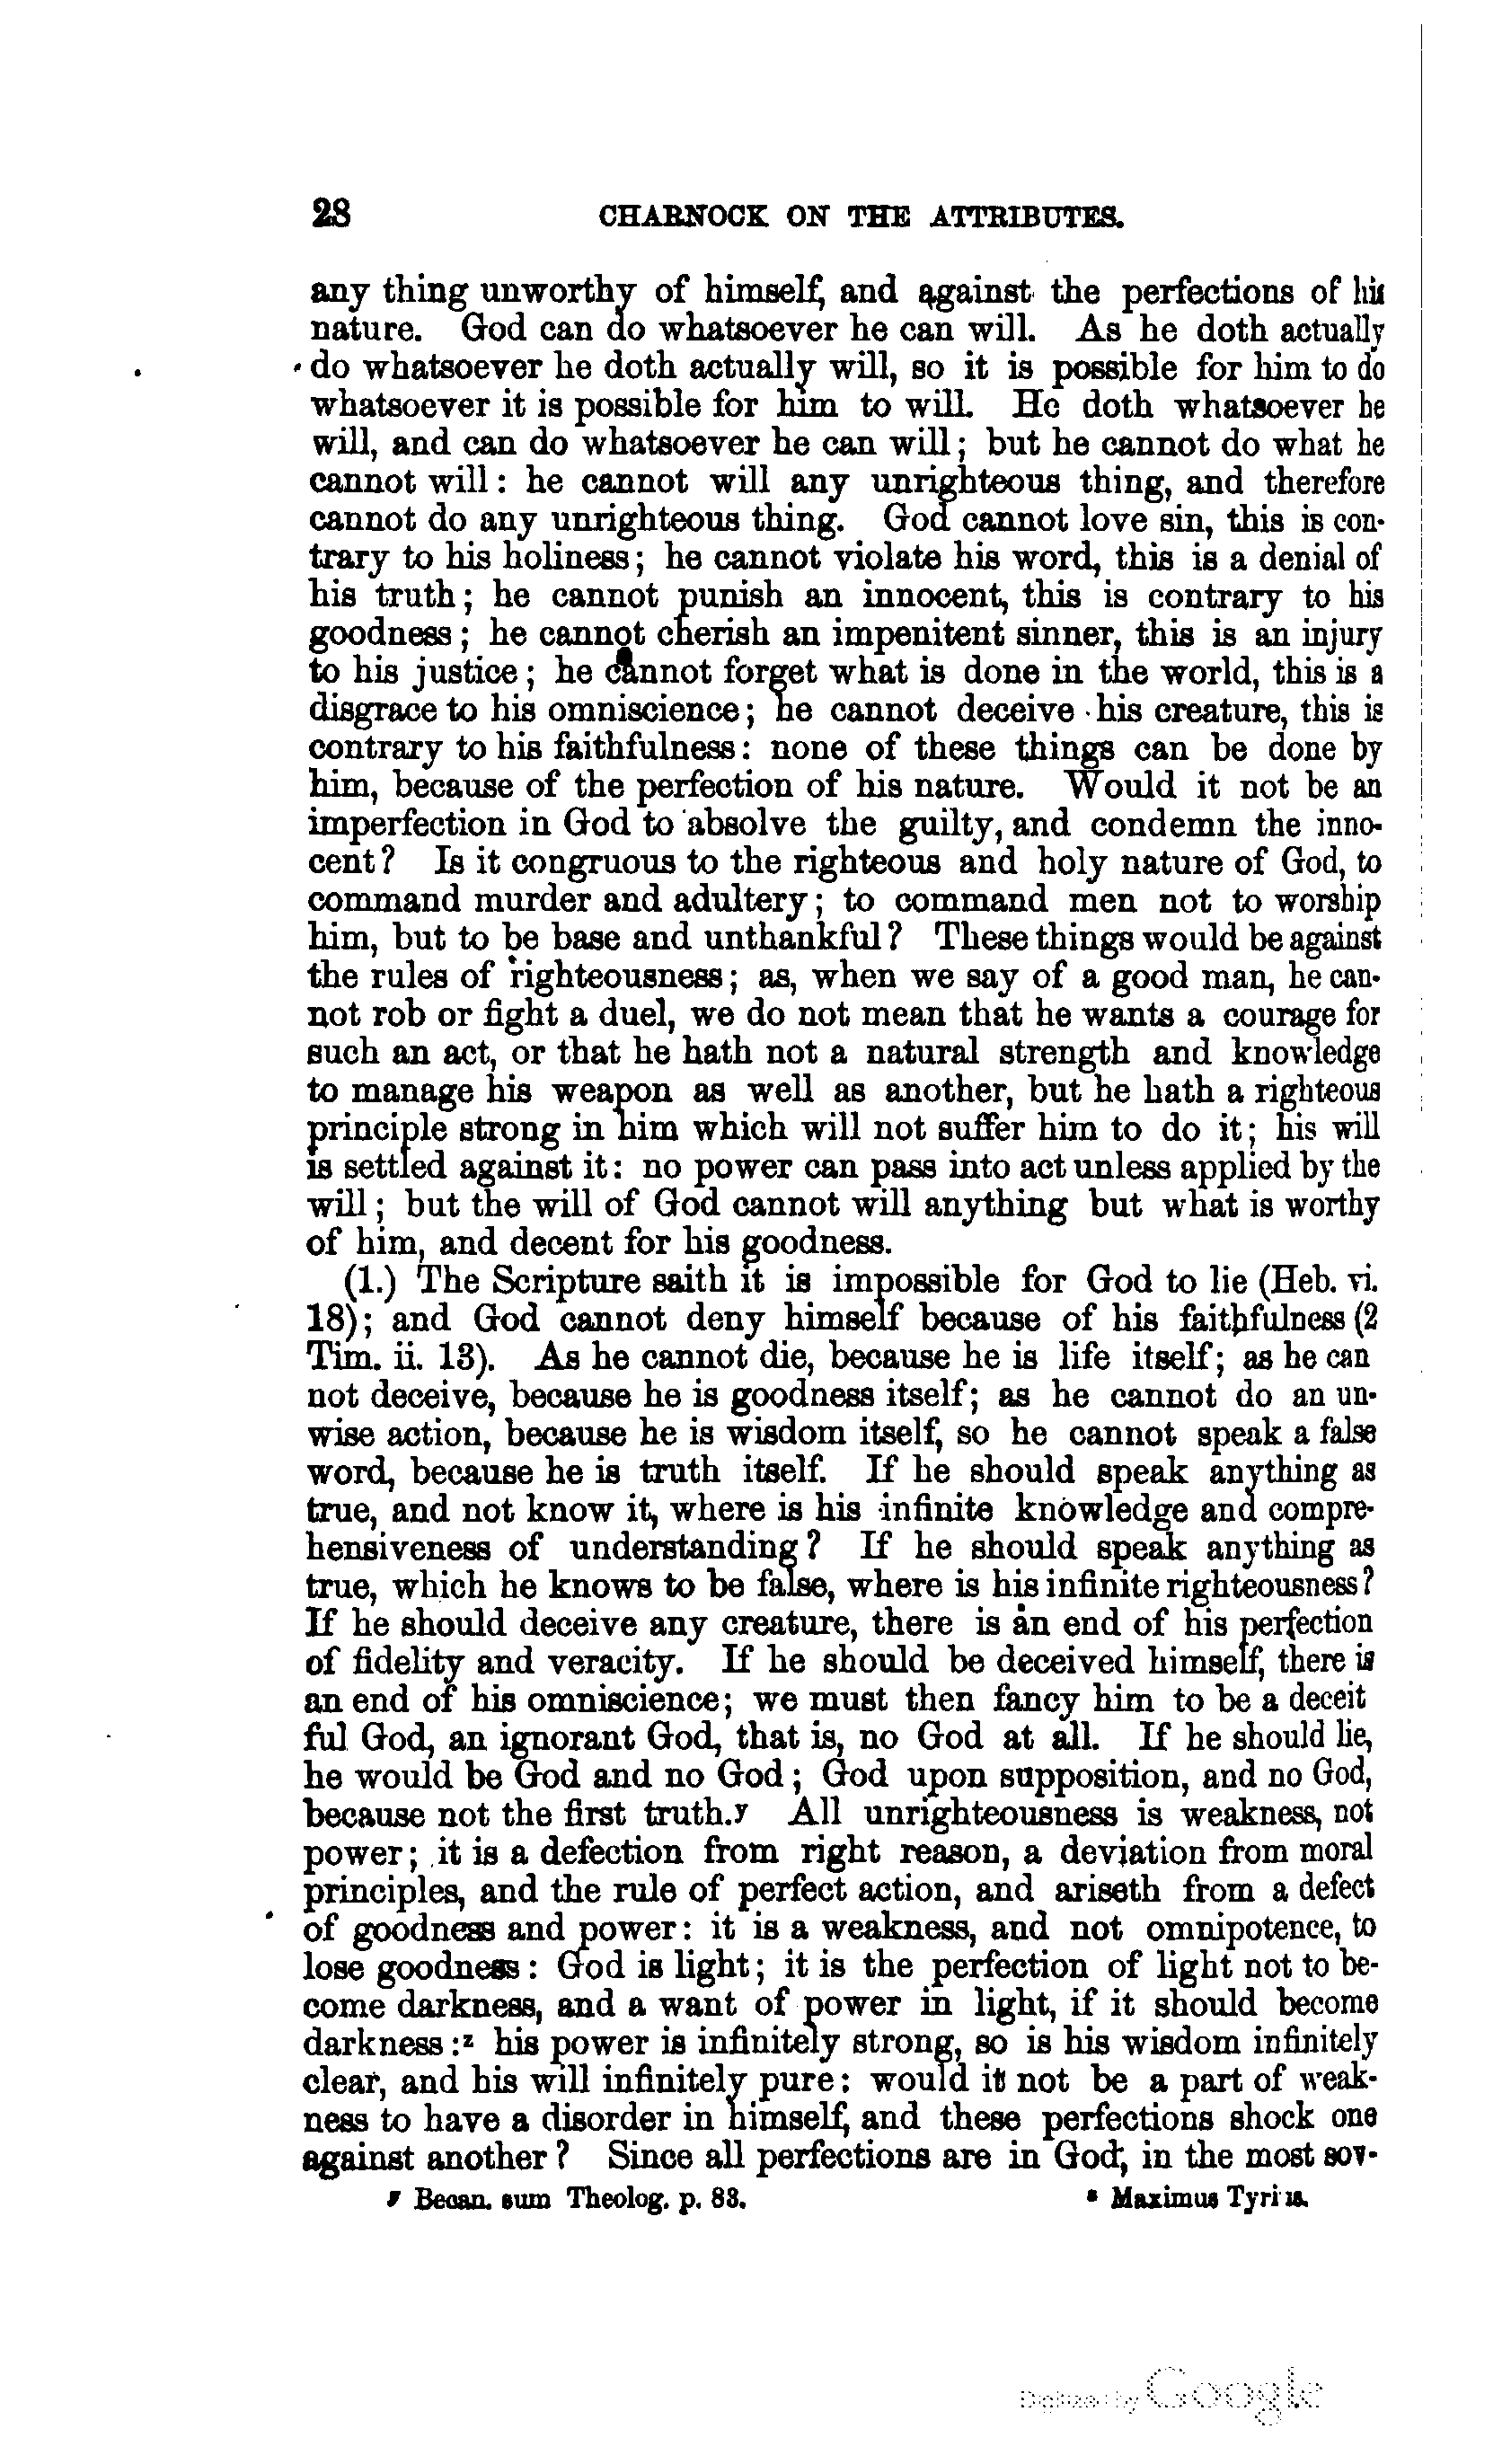 28 CHARNOCK ON THE ATTRIBUTES.
any thing unworthy of himself, and against the perfections of his
nature. God can do whatsoever he can will. As he doth actually
do whatsoever he doth actually will, so it is possible for him to do
whatsoever it is possible for him to will. He doth whatsoever he
will, and can do whatsoever he can will; but he cannot do what he
cannot will: he cannot will any unrighteous thing, and therefore
cannot do any unrighteous thing. God cannot love sin, this is con-
trary to his holiness; he cannot violate his word, this is a denial of
his truth; he cannot punish an innocent, this is contrary to his
goodness; he cannot cherish an impenitent sinner, this is an injury
to his justice; he cannot forget what is done in the world, this is a
disgrace to his omniscience; he cannot deceive his creature, this is
contrary to his faithfulness: none of these things can be done by
him, because of the perfection of his nature. Would it not be an
imperfection in God to absolve the guilty, and condemn the inno-
cent? Is it congruous to the righteous and holy nature of God, to
command murder and adultery; to command men not to worship
him, but to be base and unthankful? These things would be against
the rules of righteousness; as, when we say of a good man, he can-
not rob or fight a duel, we do not mean that he wants a courage for
such an act, or that he hath not a natural strength and knowledge
to manage his weapon as well as another, but he hath a righteous
principle strong in him which will not suffer him to do it; his will
is settled against it: no power can pass into act unless applied by the
will; but the will of God cannot will anything but what is worthy
of him, and decent for his goodness.
(1.) The Scripture saith it is impossible for God to lie (Heb. vi.
18); and God cannot deny himself because of his faithfulness (2
Tim. ii. 13). As he cannot die, because he is life itself; as he can
not deceive, because he is goodness itself; as he cannot do an un-
wise action, because he is wisdom itself, so he cannot speak a false
word, because he is truth itself. If he should speak anything as
true, and not know it, where is his infinite knowledge and compre-
hensiveness of understanding? If he should speak anything as
true, which he knows to be false, where is his infinite righteousness?
If he should deceive any creature, there is an end of his perfection
of fidelity and veracity. If he should be deceived himself, there is
an end of his omniscience; we must then fancy him to be a deceit
ful God, an ignorant God, that is, no God at all. If he should lie,
he would be God and no God; God upon supposition, and no God,
because not the first truth.y All unrighteousness is weakness, not
power; it is a defection from right reason, a deviation from moral
principles, and the rule of perfect action, and ariseth from a defect
of goodness and power: it is a weakness, and not omnipotence, to
lose goodness: God is light; it is the perfection of light not to be-
come darkness, and a want of power in light, if it should become
darkness:z his power is infinitely strong, so is his wisdom infinitely
clear, and his will infinitely pure: would it not be a part of weak-
ness to have a disorder in himself, and these perfections shock one
against another? Since all perfections are in God, in the most sov-
y Becan. sum Theolog. p. 83. z Maximus Tyrius.
Digitized by Google